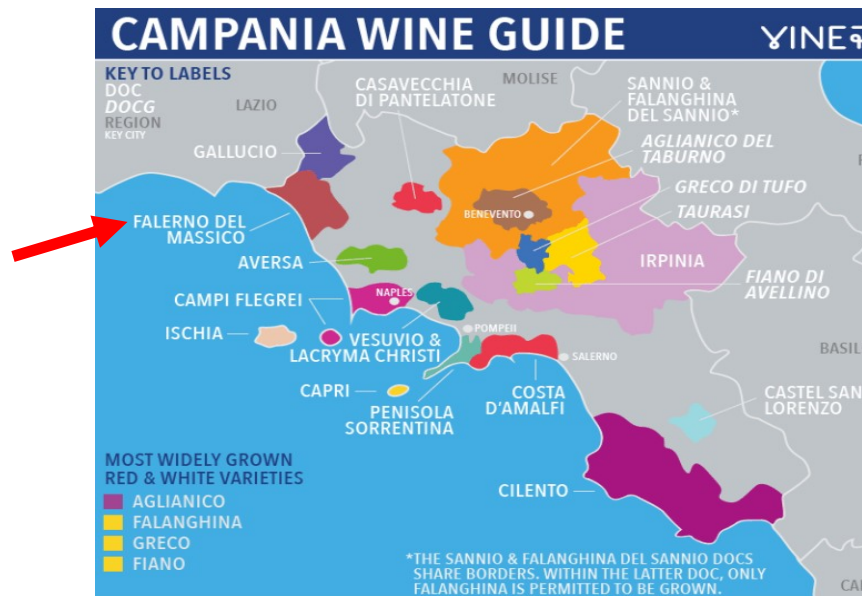 CAMPANIA WINE GUIDE
KEY TO LABELS
DOC
DOCG
REGION
KEY CITY
LAZIO
MOLISE
CASAVECCHIA
DI PANTELATONE
SANNIO &
FALANGHINA
DEL SANNIO*
GALLUCIO
AGLIANICO DEL
TABURNO
GRECO DI TUFO
TAURASI
BENEVENTO
FALERNO DEL
MASSICO
AVERSA
IRPINIA
FIANO DI
AVELLINO
CAMPI FLEGREI
NAPLES
ISCHIA
VESUVIO &
LACRYMA CHRISTI
POMPEII
SALERNO
BASIL
CAPRI
PENISOLA
SORRENTINA
COSTA
D'AMALFI
CASTEL SAN
LORENZO
CILENTO
MOST WIDELY GROWN
RED & WHITE VARIETIES
AGLIANICO
FALANGHINA
GRECO
FIANO
*THE SANNIO & FALANGHINA DEL SANNIO DOCS
SHARE BORDERS. WITHIN THE LATTER DOC, ONLY
FALANGHINA IS PERMITTED TO BE GROWN.